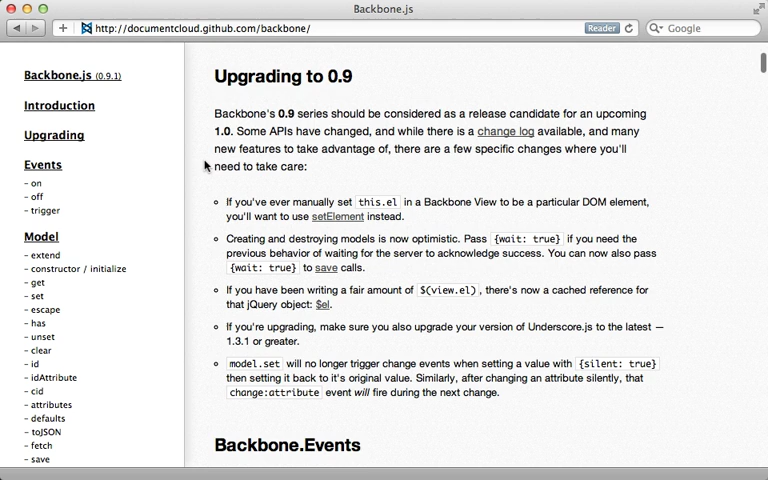 Backbone.js
http://documentcloud.github.com/backbone/
Reader
Google
Backbone.js (0.9.1)
Introduction
Upgrading
Events
- on
- off
- trigger
Model
- extend
- constructor / initialize
- get
- set
- escape
- has
- unset
- clear
- id
- idAttribute
- cid
- attributes
- defaults
- toJSON
- fetch
- save
Upgrading to 0.9
Backbone's 0.9 series should be considered as a release candidate for an upcoming
1.0. Some APIs have changed, and while there is a change log available, and many
new features to take advantage of, there are a few specific changes where you'll
need to take care:
If you've ever manually set this.el in a Backbone View to be a particular DOM element,
you'll want to use setElement instead.
Creating and destroying models is now optimistic. Pass {wait: true} if you need the
previous behavior of waiting for the server to acknowledge success. You can now also pass
{wait: true} to save calls.
If you have been writing a fair amount of $(view.el), there's now a cached reference for
that jQuery object: $el.
If you're upgrading, make sure you also upgrade your version of Underscore.js to the latest —
1.3.1 or greater.
model.set will no longer trigger change events when setting a value with {silent: true}
then setting it back to it's original value. Similarly, after changing an attribute silently, that
change:attribute event will fire during the next change.
Backbone.Events